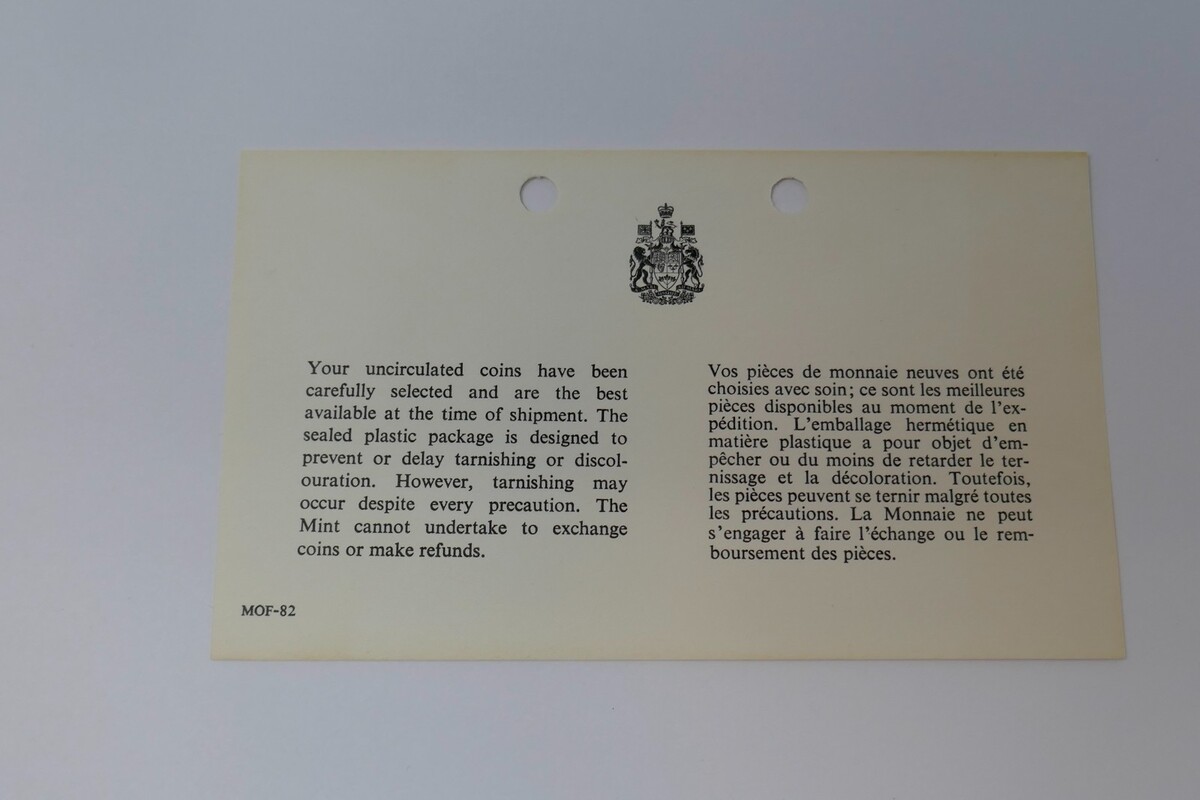 Your uncirculated coins have been
carefully selected and are the best
available at the time of shipment. The
sealed plastic package is designed to
prevent or delay tarnishing or discol-
ouration. However, tarnishing may
occur despite every precaution. The
Mint cannot undertake to exchange
coins or make refunds.
Vos pièces de monnaie neuves ont été
choisies avec soin; ce sont les meilleures
pièces disponibles au moment de l'ex-
pédition. L'emballage hermétique en
matière plastique a pour objet d'em-
pêcher ou du moins de retarder le ter-
nissage et la décoloration. Toutefois,
les pièces peuvent se ternir malgré toutes
les précautions. La Monnaie ne peut
s'engager à faire l'échange ou le rem-
boursement des pièces.
MOF-82